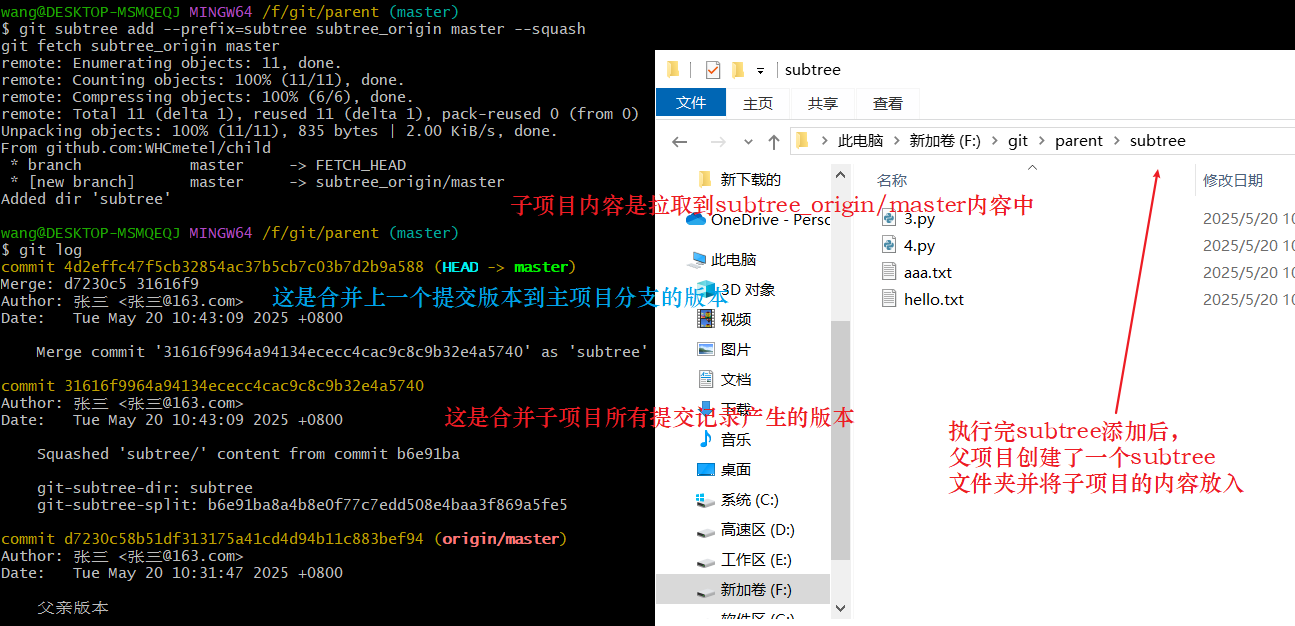 wang@DESKTOP-MSMQEQJ MINGW64 /f/git/parent (master)
$ git subtree add --prefix=subtree subtree_origin master --squash
git fetch subtree_origin master
remote: Enumerating objects: 11, done.
remote: Counting objects: 100% (11/11), done.
remote: Compressing objects: 100% (6/6), done.
remote: Total 11 (delta 1), reused 11 (delta 1), pack-reused 0 (from 0)
Unpacking objects: 100% (11/11), 835 bytes | 2.00 KiB/s, done.
From github.com:WHCmetel/child
 * branch            master     -> FETCH_HEAD
 * [new branch]      master     -> subtree_origin/master
Added dir 'subtree'
子项目内容是拉取到subtree_origin/master内容中
wang@DESKTOP-MSMQEQJ MINGW64 /f/git/parent (master)
$ git log
commit 4d2effc47f5cb32854ac37b5cb7c03b7d2b9a588 (HEAD -> master)
Merge: d7230c5 31616f9
Author: 张三 <张三@163.com>
这是合并上一个提交版本到主项目分支的版本
Date:   Tue May 20 10:43:09 2025 +0800
    Merge commit '31616f9964a94134ececc4cac9c8c9b32e4a5740' as 'subtree'
commit 31616f9964a94134ececc4cac9c8c9b32e4a5740
Author: 张三 <张三@163.com>
Date:   Tue May 20 10:43:09 2025 +0800
这是合并子项目所有提交记录产生的版本
    Squashed 'subtree/' content from commit b6e91ba
    git-subtree-dir: subtree
    git-subtree-split: b6e91ba8a4b8e0f77c7edd508e4baa3f869a5fe5
commit d7230c58b51df313175a41cd4d94b11c883bef94 (origin/master)
Author: 张三 <张三@163.com>
Date:   Tue May 20 10:31:47 2025 +0800
    父亲版本
subtree
文件 主页 共享 查看
此电脑 > 新加卷 (F:) > git > parent > subtree
新下载的
OneDrive - Perso
此电脑
3D 对象
视频
图片
文档
下载
音乐
桌面
系统 (C:)
高速区 (D:)
工作区 (E:)
新加卷 (F:)
软件区 (G:)
名称 修改日期
3.py 2025/5/20 10
4.py 2025/5/20 10
aaa.txt 2025/5/20 10
hello.txt 2025/5/20 10
执行完subtree添加后，
父项目创建了一个subtree
文件夹并将子项目的内容放入